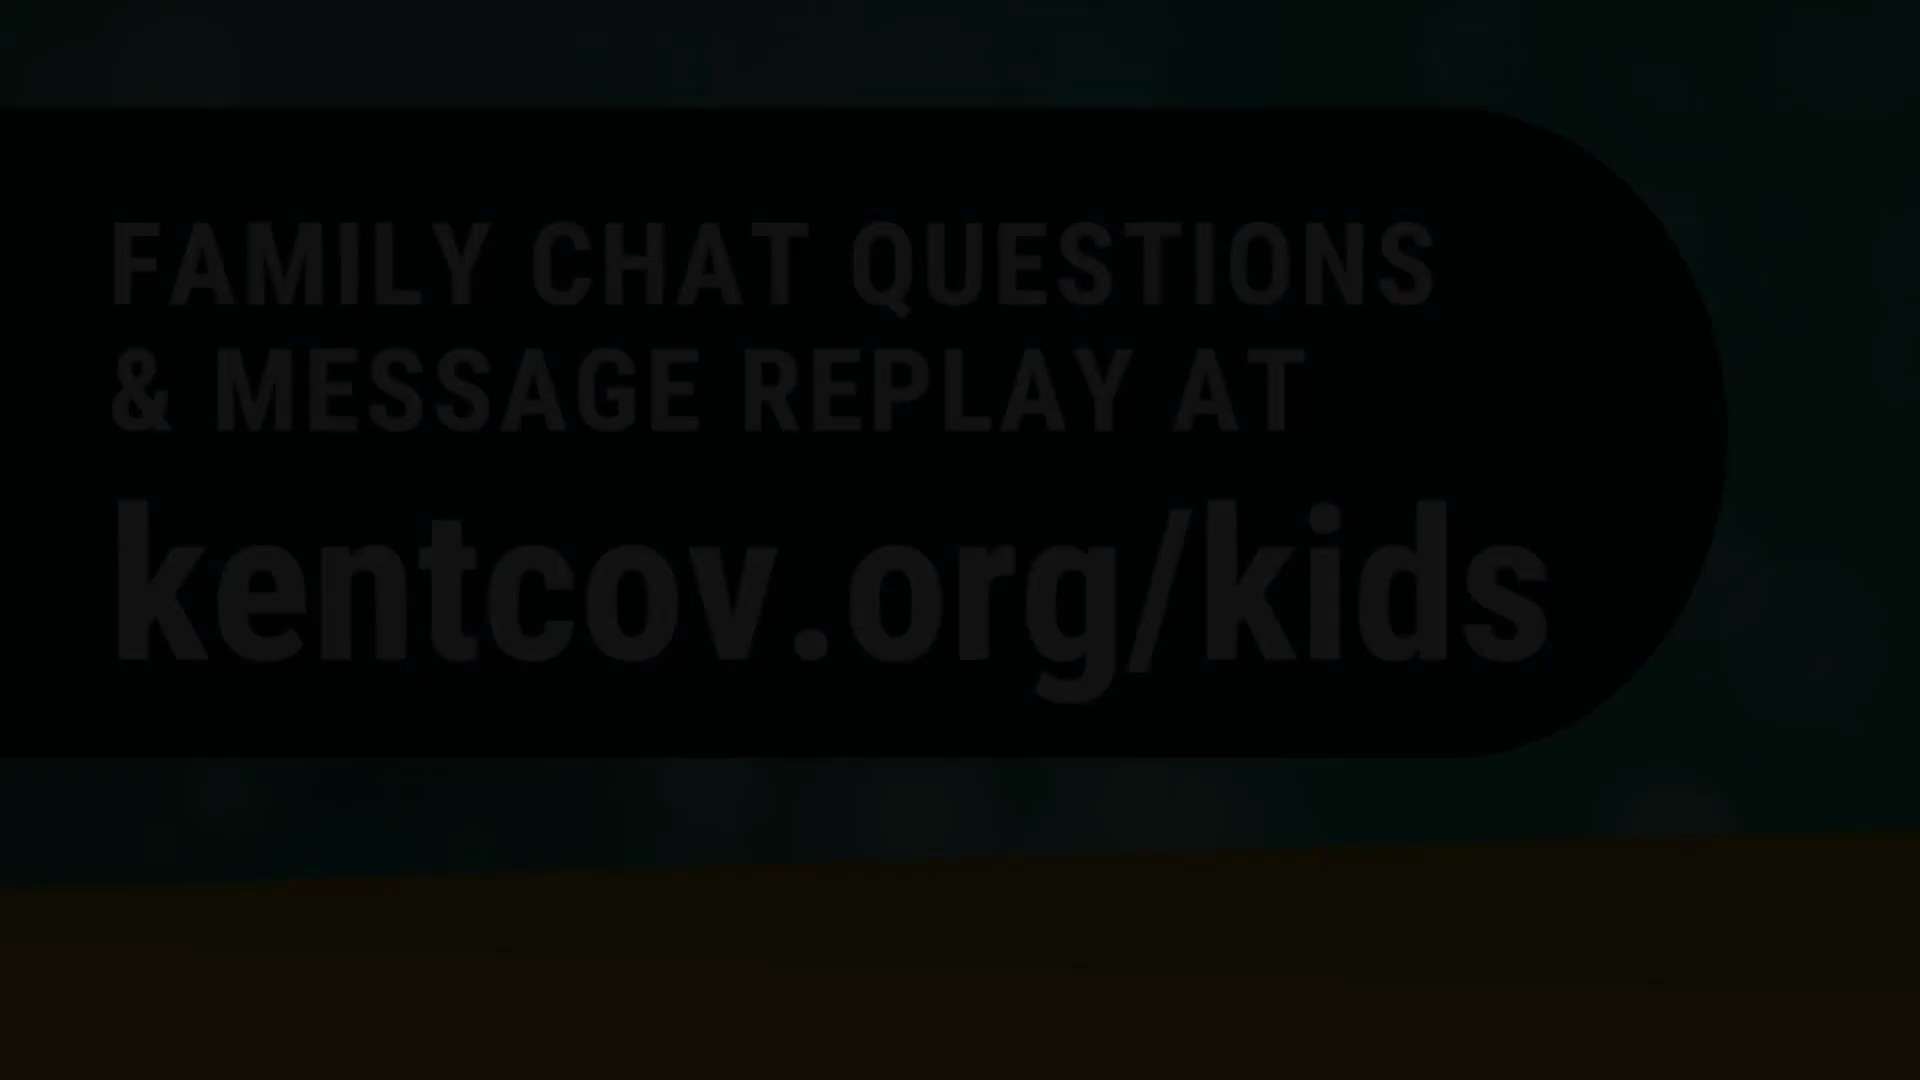 FAMILY CHAT QUESTIONS
& MESSAGE REPLAY AT
kentcov.org/kids